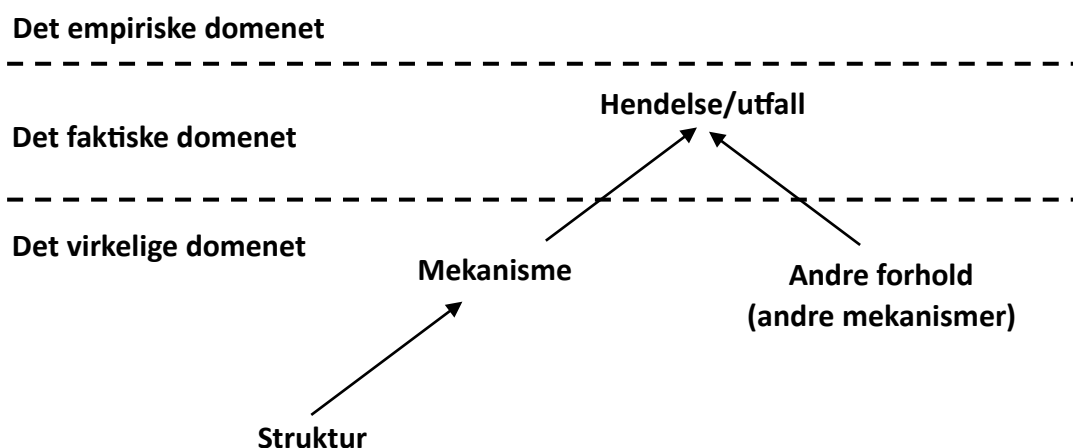 Det empiriske domenet
Hendelse/utfall
Det faktiske domenet
Det virkelige domenet
Mekanisme
Andre forhold
(andre mekanismer)
Struktur